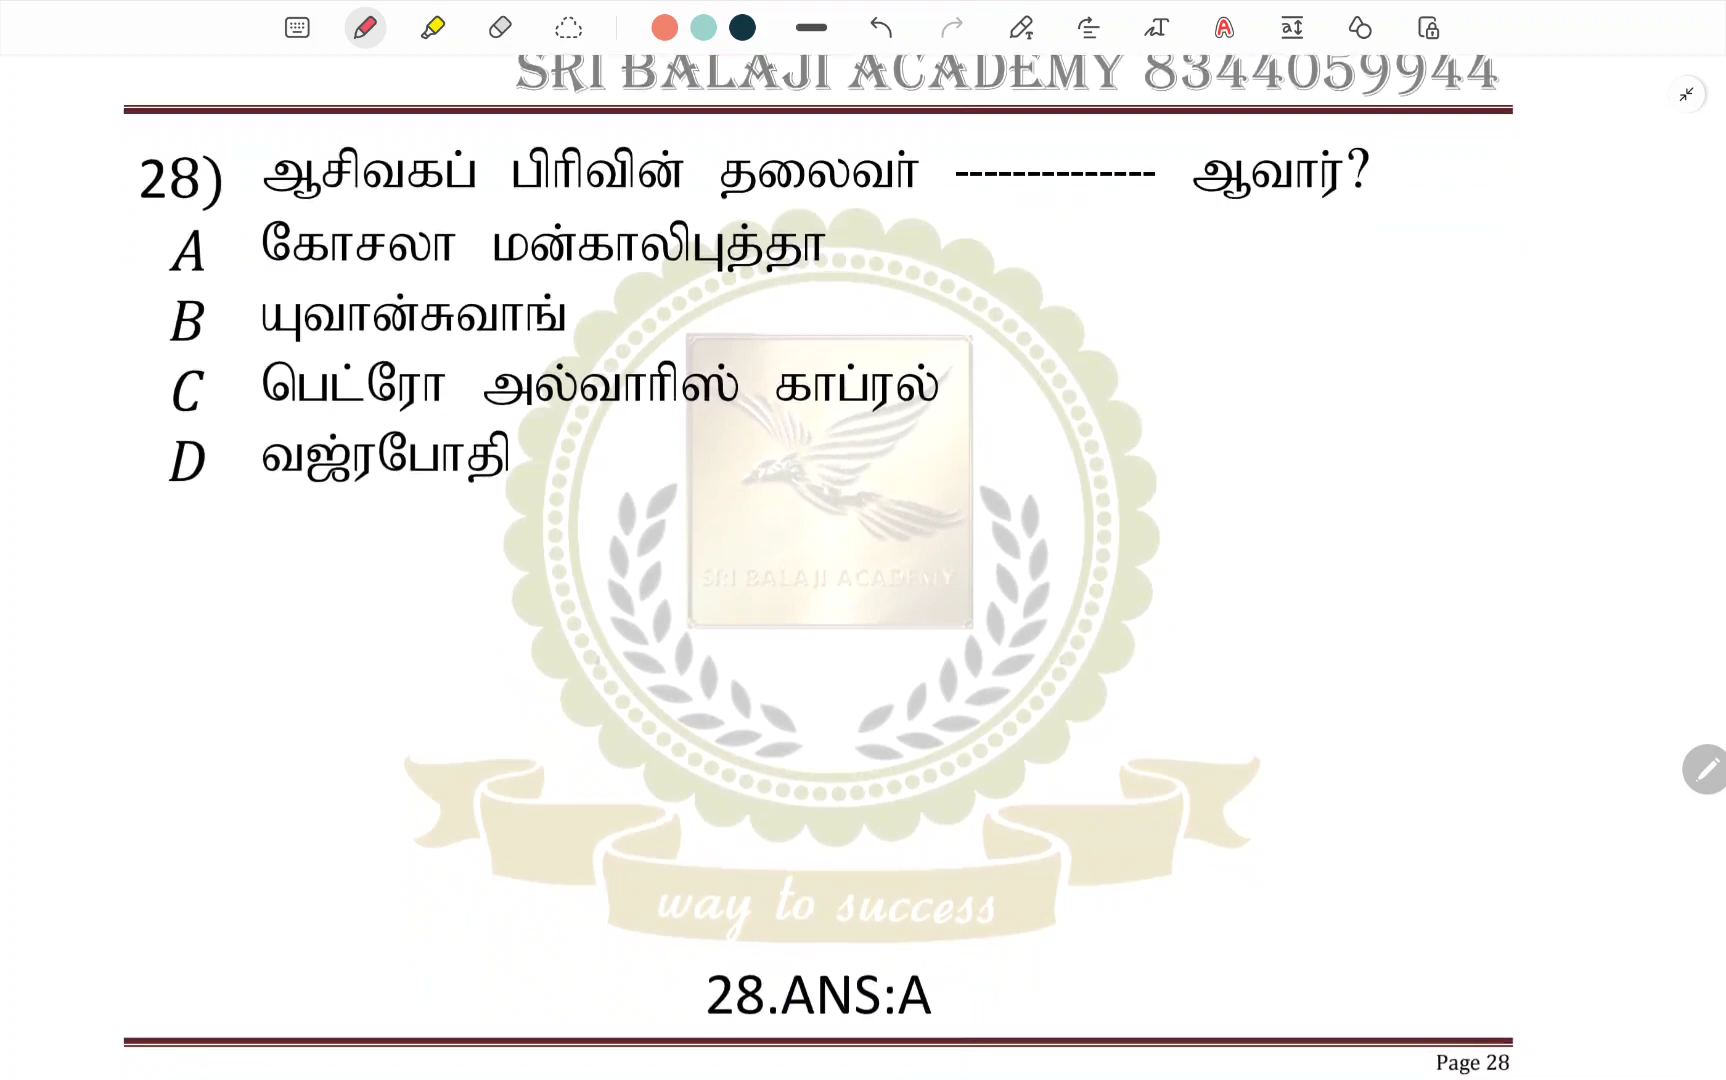 SRI BALAJI ACADEMY 8344059944
28) ஆசிவகப் பிரிவின் தலைவர் -------------- ஆவார்?
A கோசலா மன்காலிபுத்தா
B யுவான்சுவாங்
C பெட்ரோ அல்வாரிஸ் காப்ரல்
D வஜ்ரபோதி
SRI BALAJI ACADEMY
way to success
28.ANS:A
Page 28